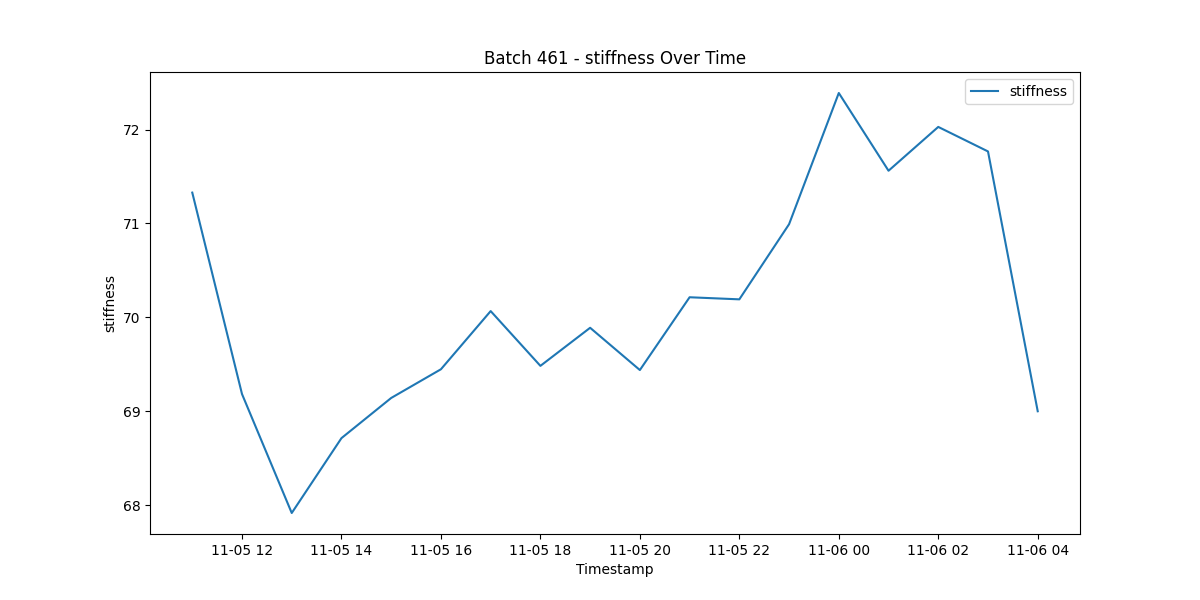 Batch 461 - stiffness Over Time
stiffness
72
71
70
69
68
stiffness
11-05 12 11-05 14 11-05 16 11-05 18 11-05 20 11-05 22 11-06 00 11-06 02 11-06 04
Timestamp